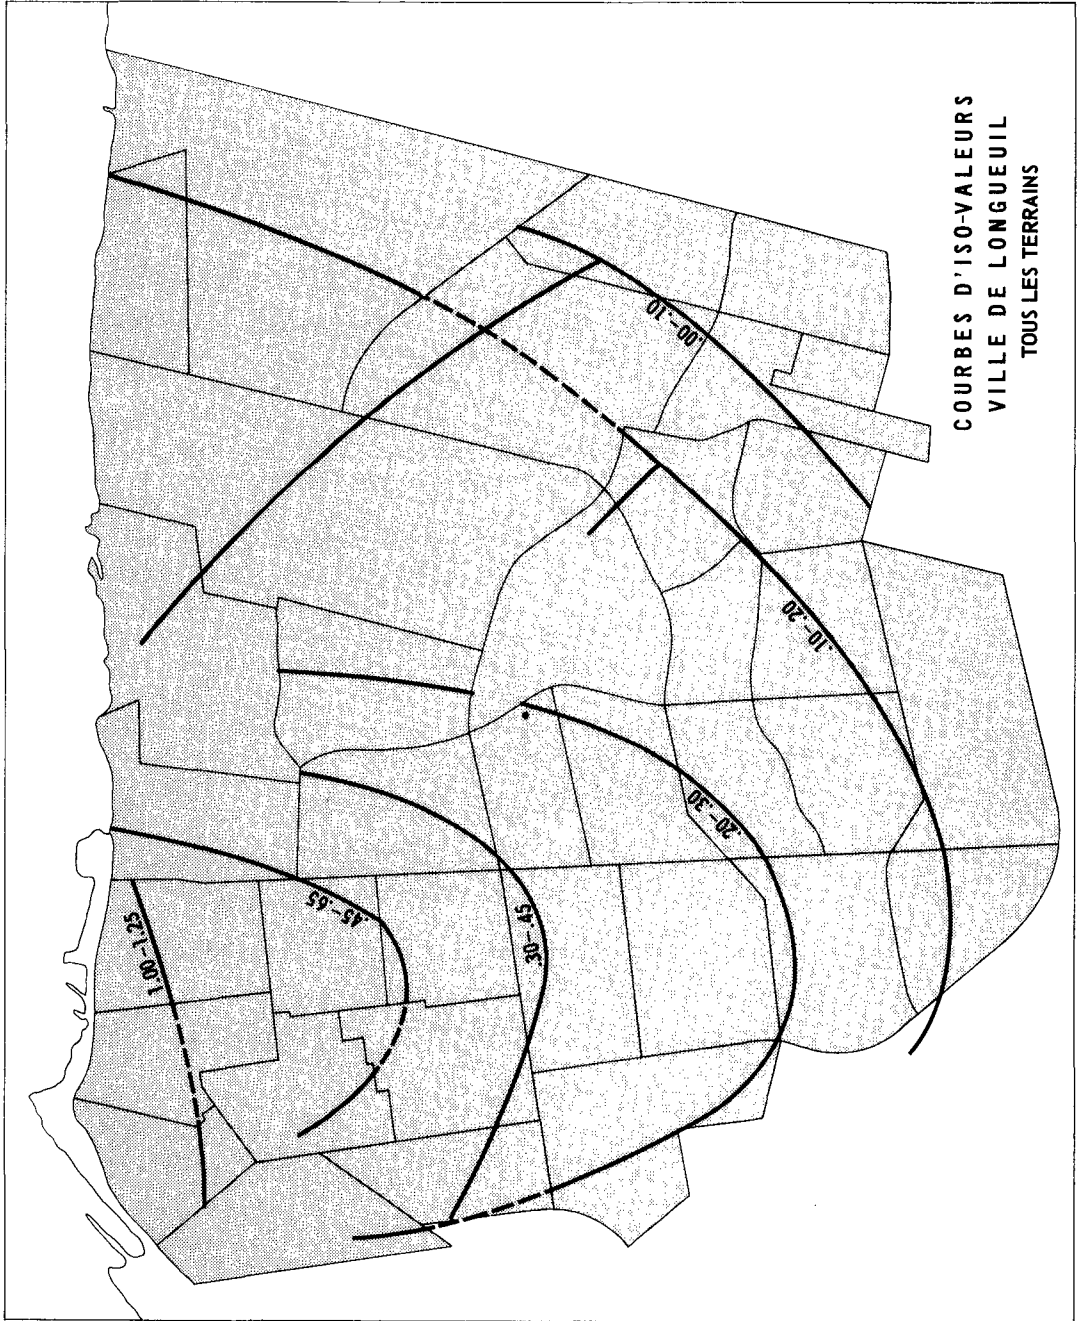 COURBES D'ISO-VALEURS
VILLE DE LONGUEUIL
TOUS LES TERRAINS
1.00-1.25
.45-.65
.30-.45
.20-.30
.10-.20
.00-.10